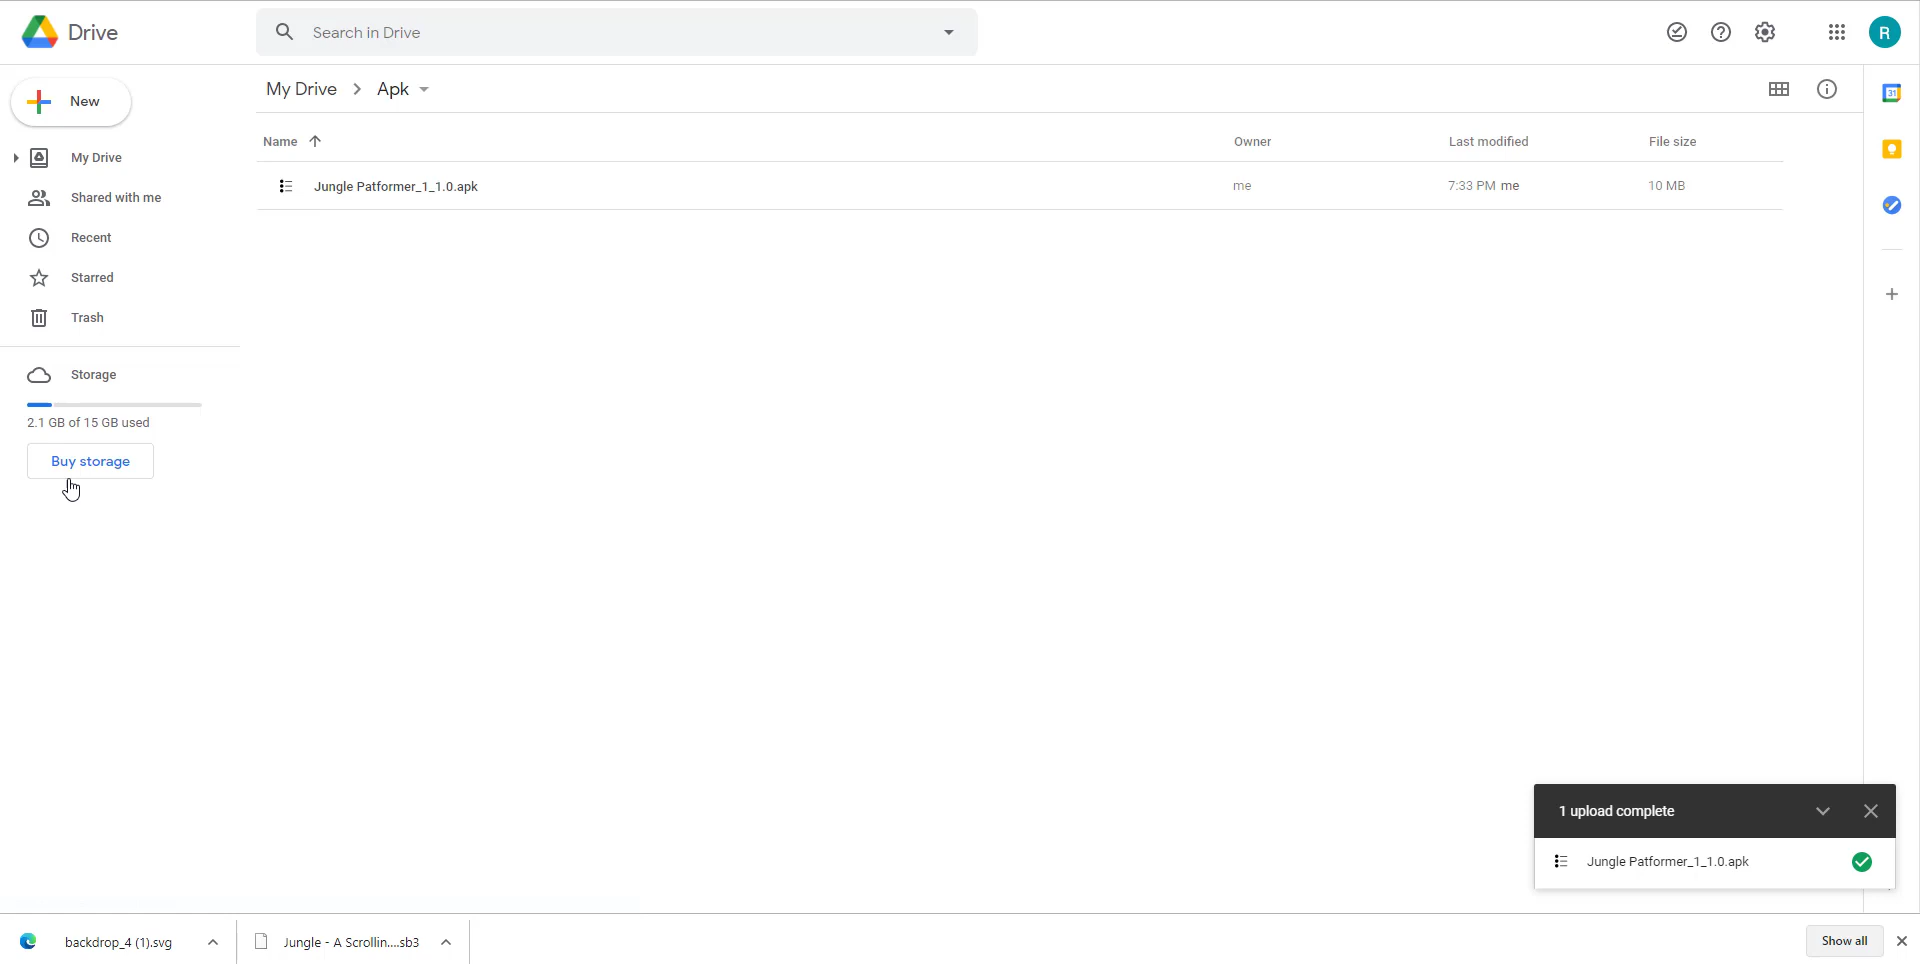 Drive
Search in Drive
R
New
My Drive
Shared with me
Recent
Starred
Trash
Storage
2.1 GB of 15 GB used
Buy storage
My Drive > Apk
Name Owner Last modified File size
Jungle Patformer_1_1.0.apk me 7:33 PM me 10 MB
31
1 upload complete
Jungle Patformer_1_1.0.apk
backdrop_4 (1).svg
Jungle - A Scrollin....sb3
Show all